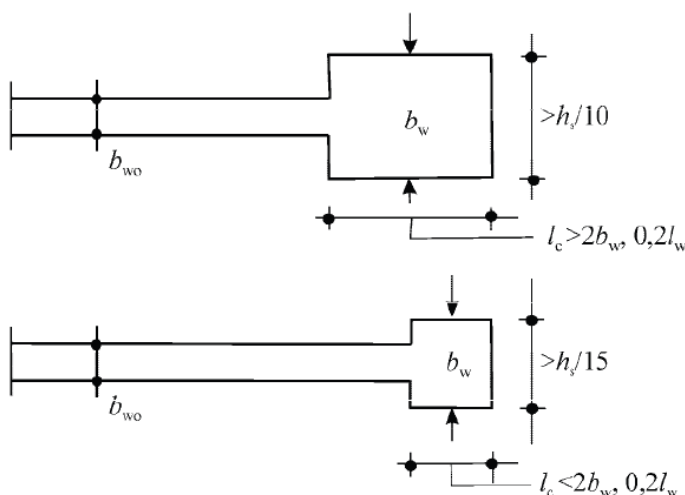 b_w
>h_s/10
b_wo
l_c>2b_w, 0,2l_w
b_w
>h_s/15
b_wo
l_c<2b_w, 0,2l_w